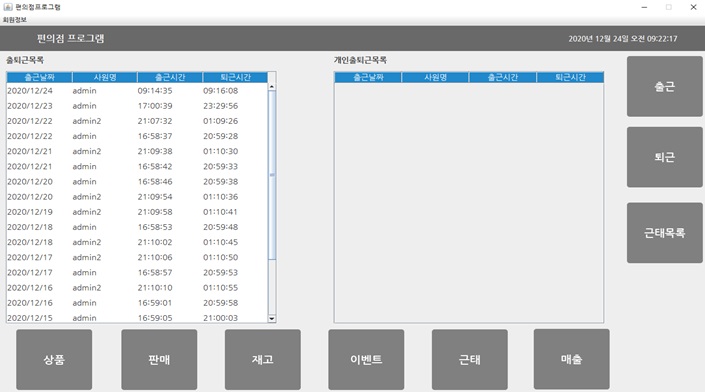 편의점프로그램
회원정보
편의점 프로그램 2020년 12월 24일 오전 09:22:17
출퇴근목록 개인출퇴근목록
출근날짜 사원명 출근시간 퇴근시간 출근날짜 사원명 출근시간 퇴근시간
2020/12/24 admin 09:14:35 09:16:08
2020/12/23 admin 17:00:39 23:29:56
2020/12/22 admin2 21:07:32 01:09:26
2020/12/22 admin 16:58:37 20:59:28
2020/12/21 admin2 21:09:38 01:10:30
2020/12/21 admin 16:58:42 20:59:33
2020/12/20 admin 16:58:46 20:59:38
2020/12/20 admin2 21:09:54 01:10:36
2020/12/19 admin2 21:09:58 01:10:41
2020/12/18 admin 16:58:53 20:59:48
2020/12/18 admin2 21:10:02 01:10:45
2020/12/17 admin2 21:10:06 01:10:50
2020/12/17 admin 16:58:57 20:59:53
2020/12/16 admin2 21:10:10 01:10:55
2020/12/16 admin 16:59:01 20:59:58
2020/12/15 admin 16:59:05 21:00:03
출근
퇴근
근태목록
상품 판매 재고 이벤트 근태 매출